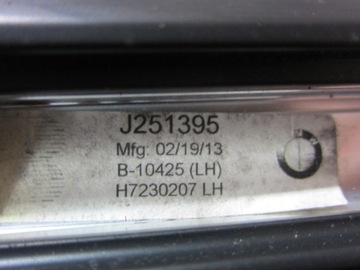 J251395
Mfg: 02/19/13
B-10425 (LH)
H7230207 LH